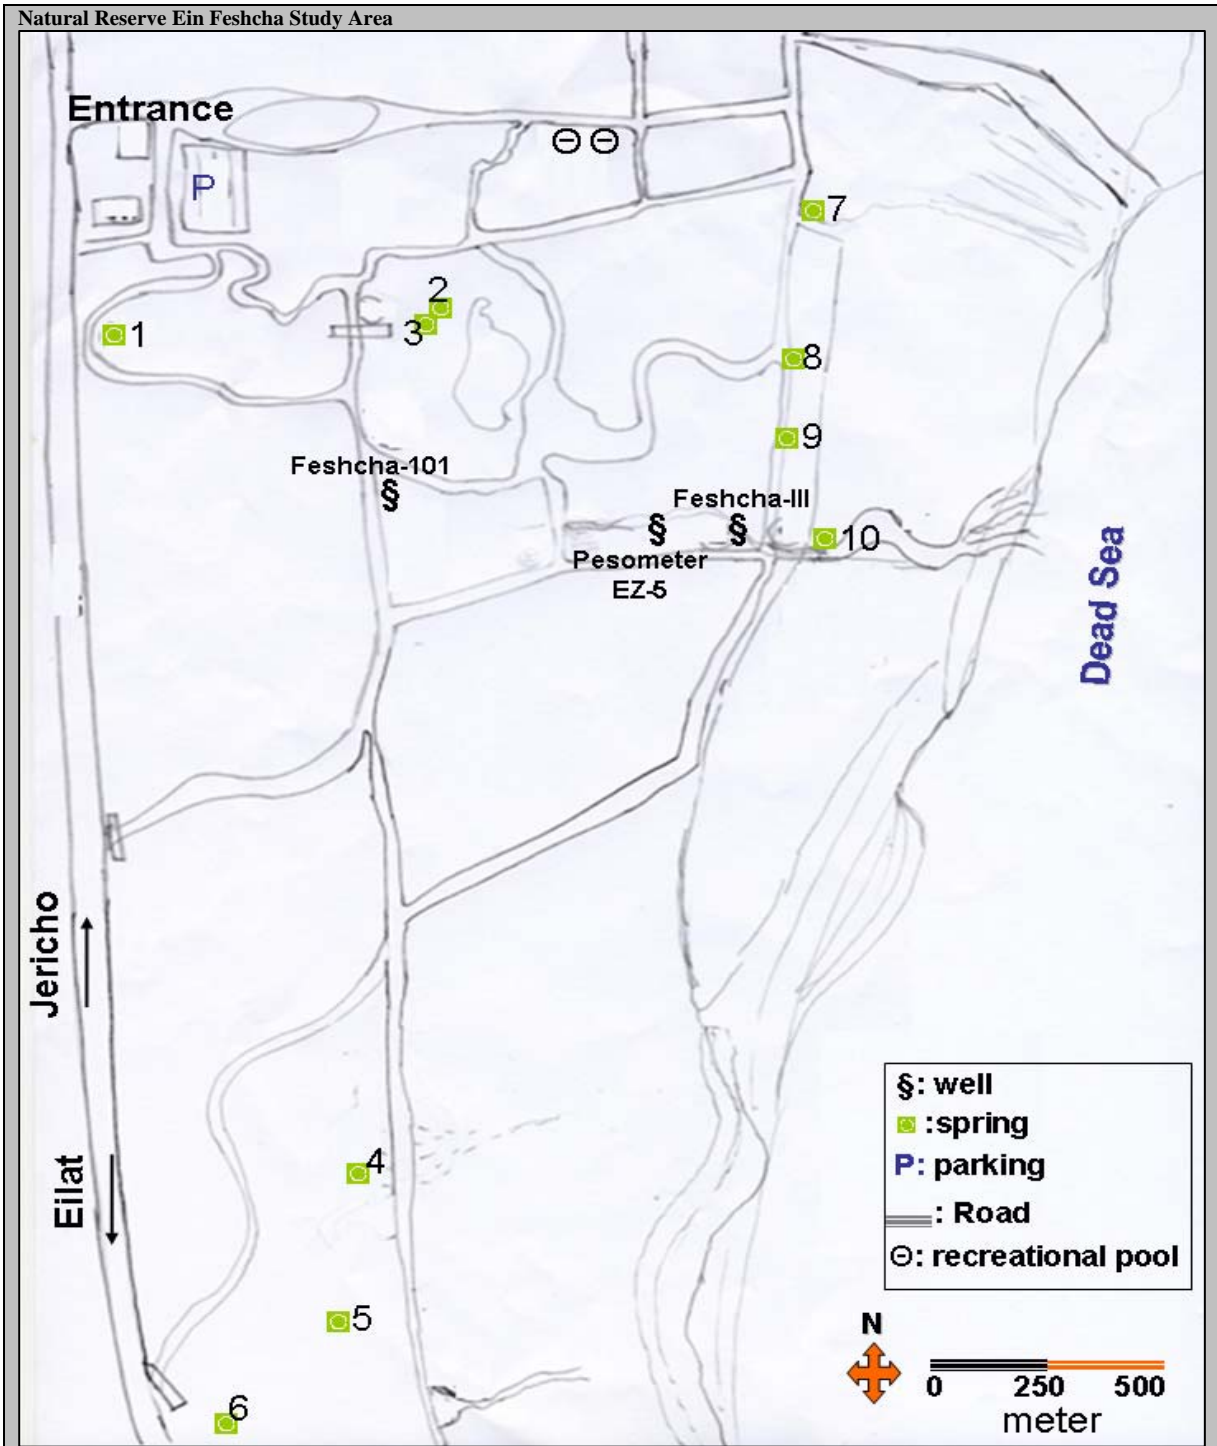 Natural Reserve Ein Feshcha Study Area
Entrance
P
7
2
3
1
8
9
Feshcha-101
§
Feshcha-III
§ §
10
Pesometer
EZ-5
Dead Sea
Jericho
Eilat
4
5
6
§: well
:spring
P: parking
: Road
⊖: recreational pool
N
0 250 500
meter